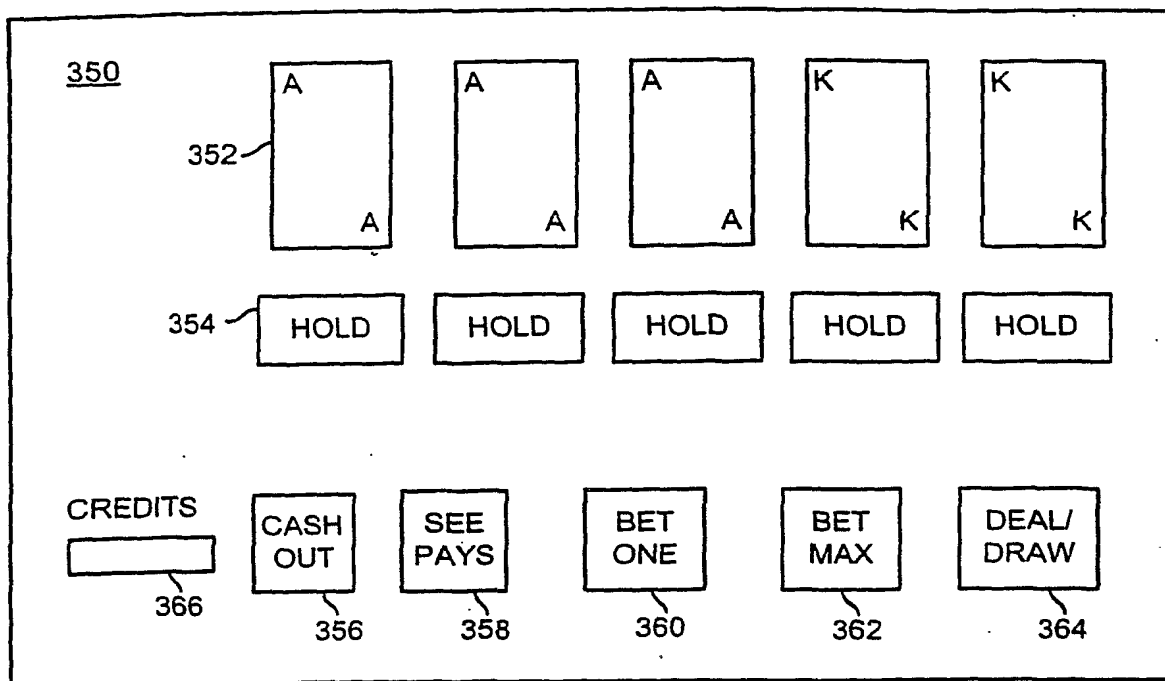 350
A A A K K
352
A A A K K
354 HOLD HOLD HOLD HOLD HOLD
CREDITS
CASH OUT
SEE PAYS
BET ONE
BET MAX
DEAL/ DRAW
366 356 358 360 362 364